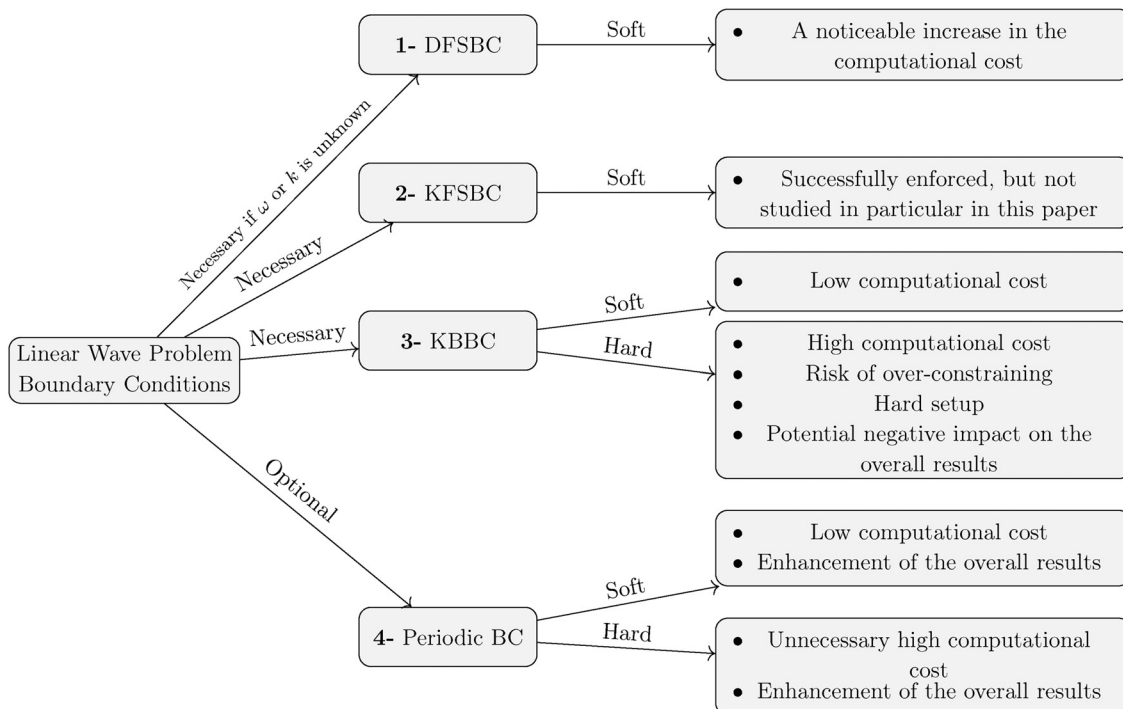 1- DFSBC
Soft
• A noticeable increase in the
computational cost
Necessary if ω or k is unknown
2- KFSBC
Soft
• Successfully enforced, but not
studied in particular in this paper
Necessary
Linear Wave Problem
Boundary Conditions
Necessary
3- KBBC
Soft
• Low computational cost
Hard
• High computational cost
• Risk of over-constraining
• Hard setup
• Potential negative impact on the
overall results
Optional
4- Periodic BC
Soft
• Low computational cost
• Enhancement of the overall results
Hard
• Unnecessary high computational
cost
• Enhancement of the overall results